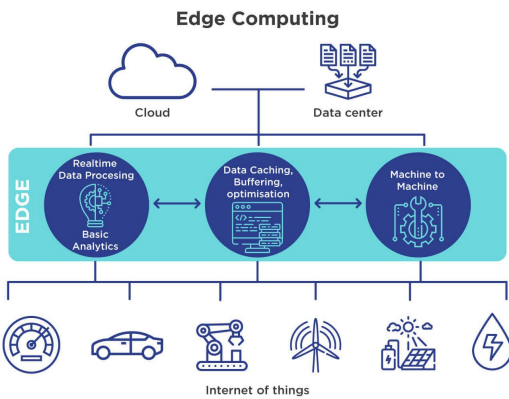 Edge Computing
Cloud
Data center
EDGE
Realtime
Data Procesing
Basic
Analytics
Data Caching,
Buffering,
optimisation
</>
Machine to
Machine
Internet of things